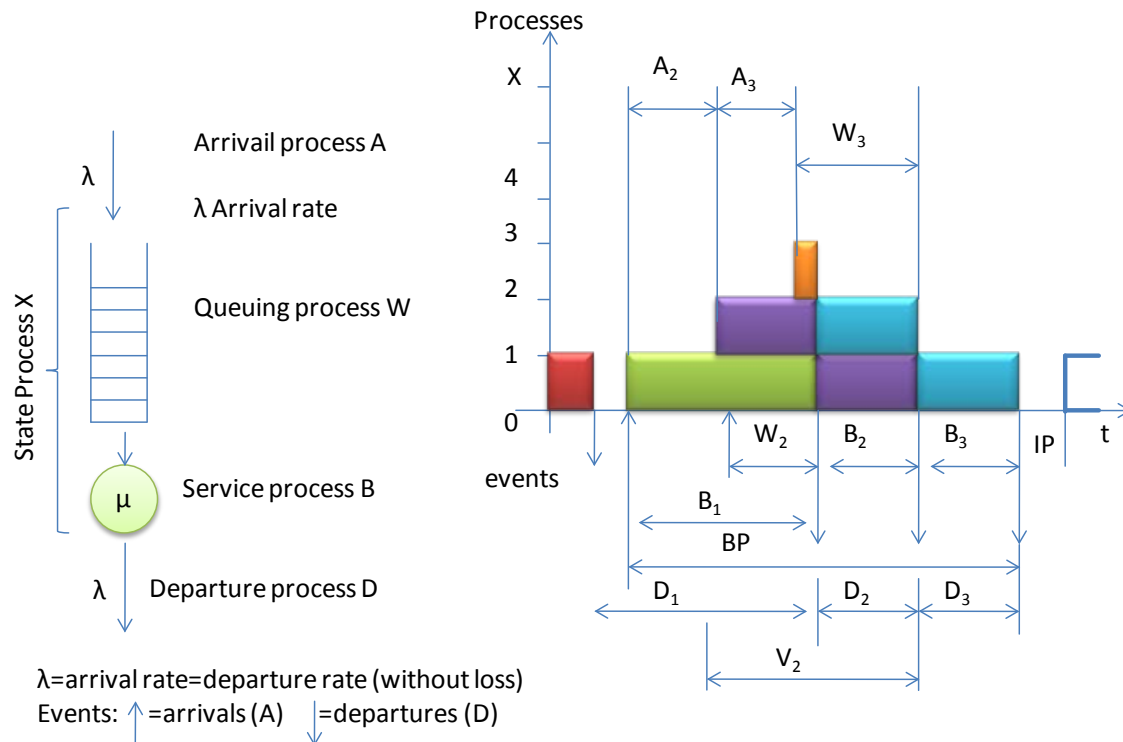 Processes
X
4
3
2
1
0
events
A₂
A₃
W₃
W₂
B₂
B₃
IP
t
B₁
BP
D₁
D₂
D₃
V₂
Arrivail process A
λ
λ Arrival rate
State Process X
Queuing process W
μ
Service process B
λ
Departure process D
λ=arrival rate=departure rate (without loss)
Events: =arrivals (A) =departures (D)